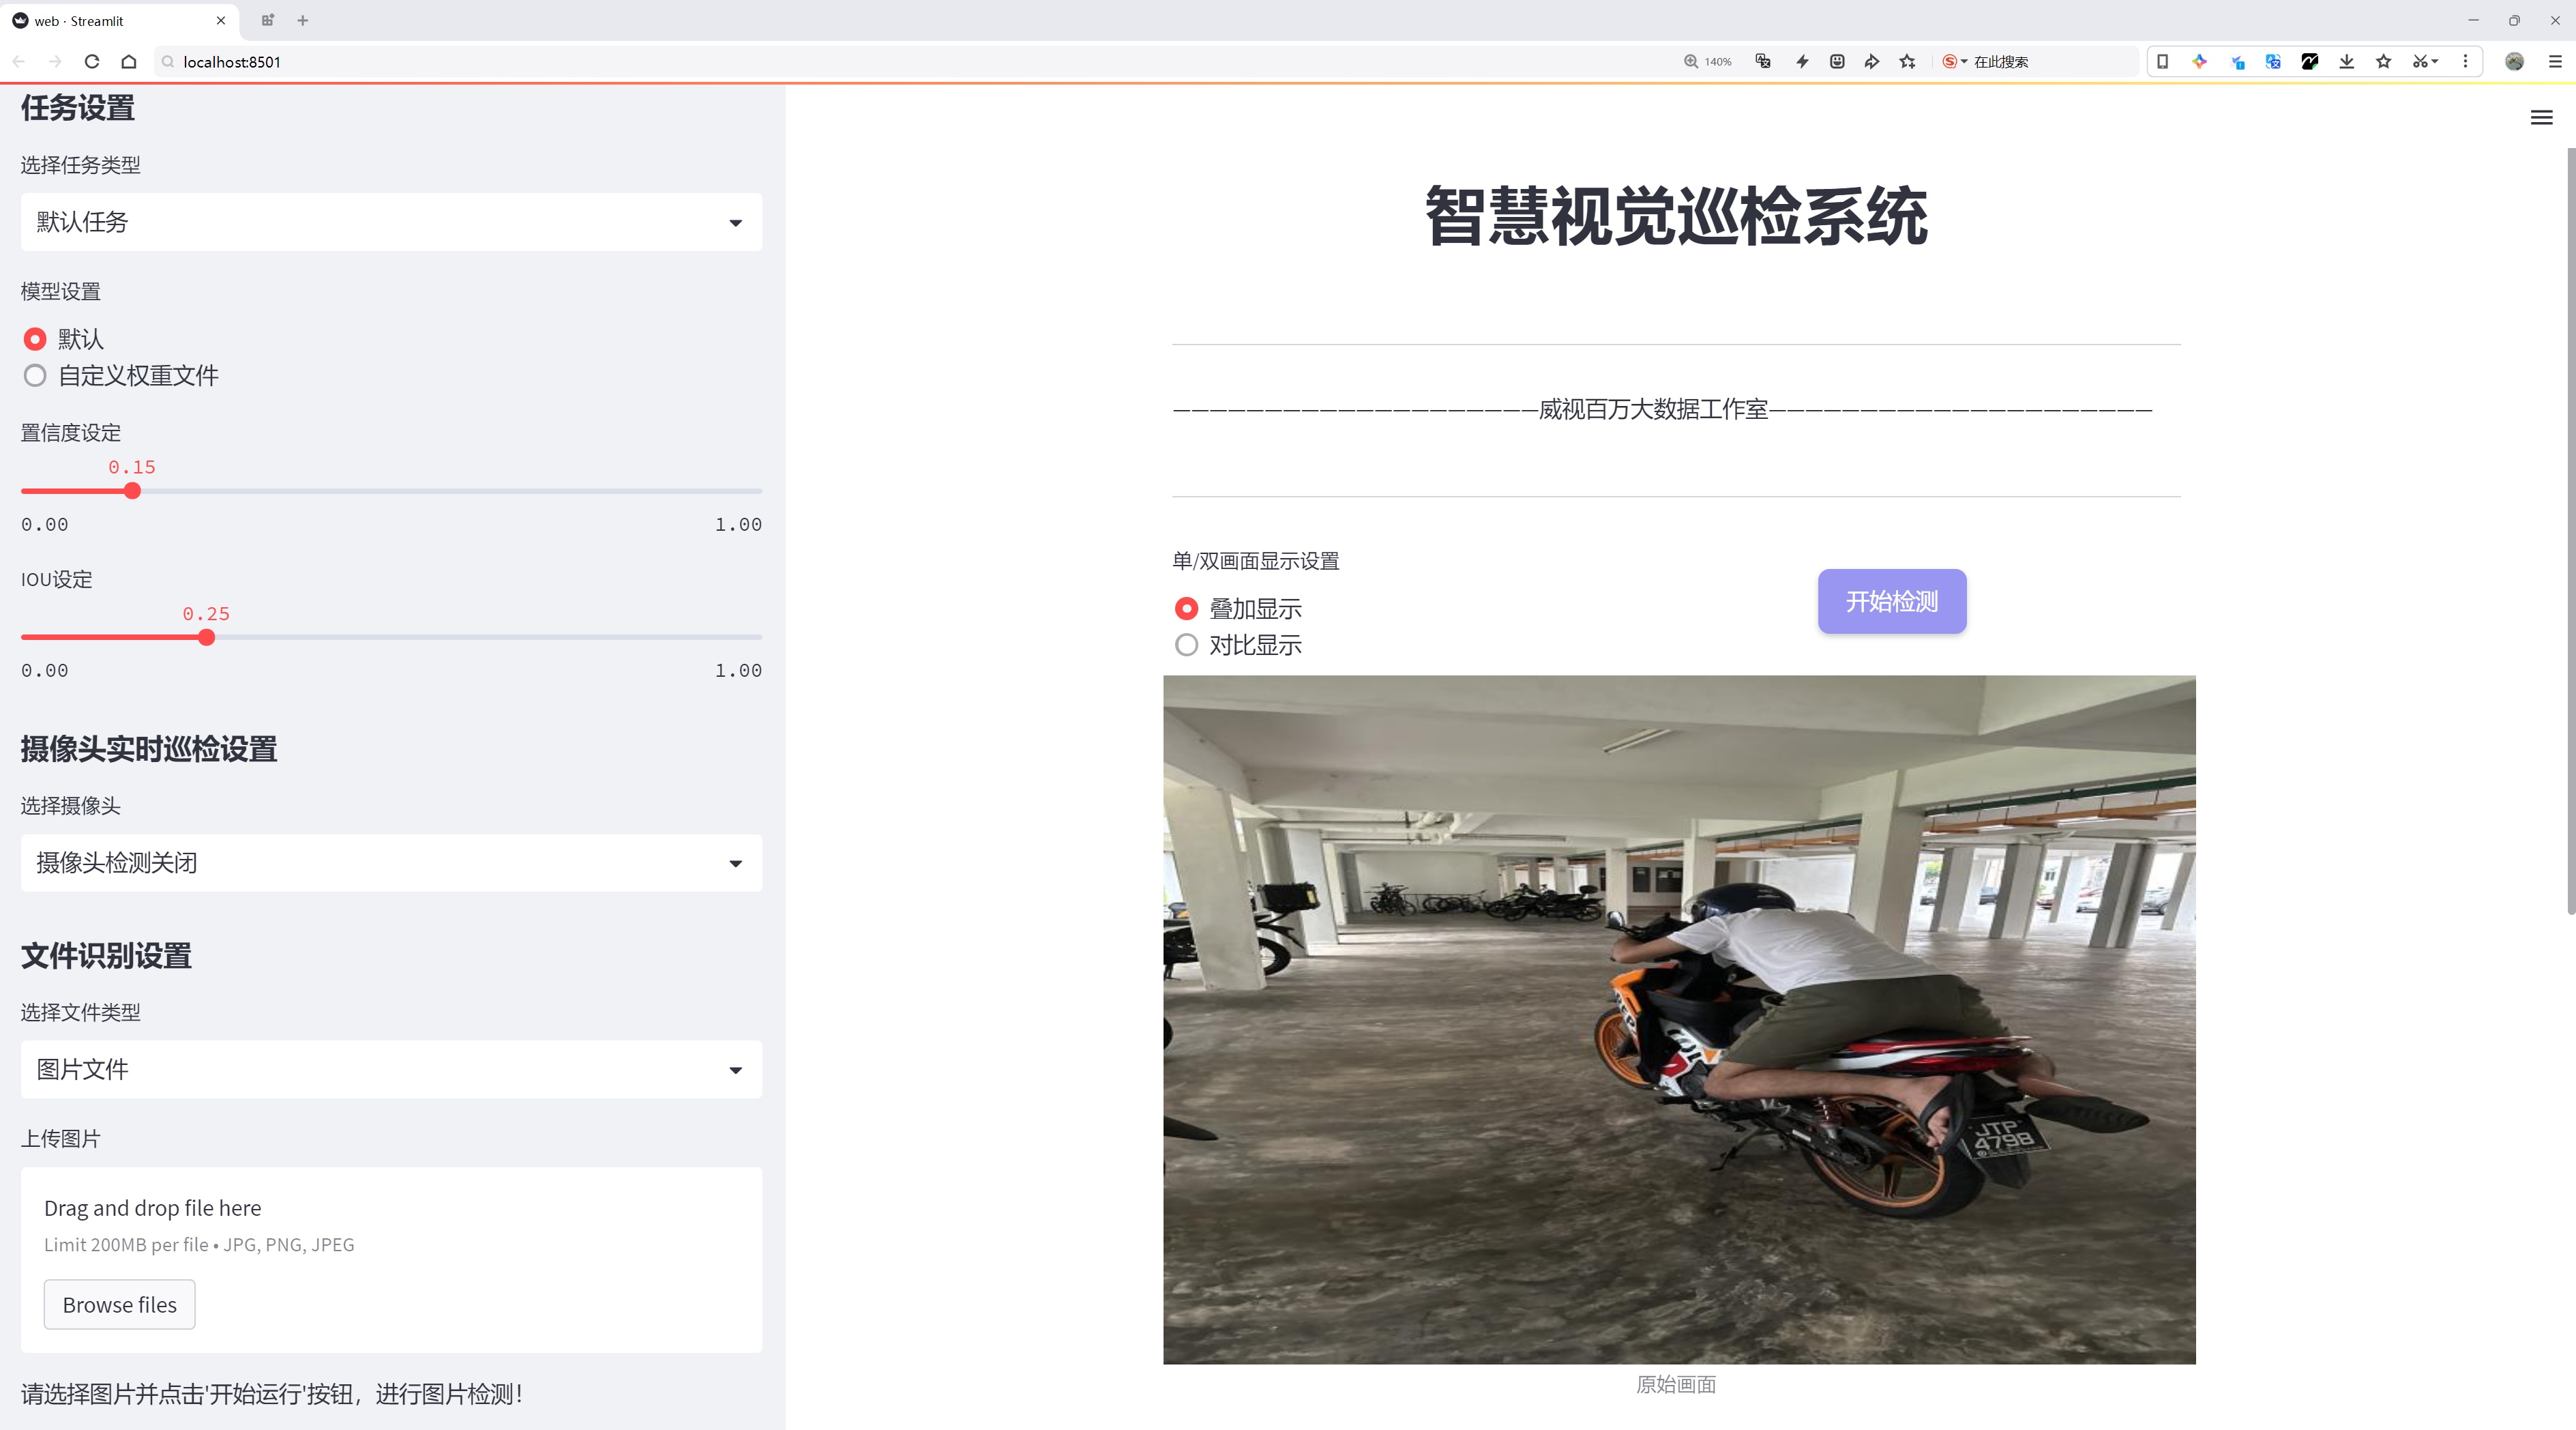 web · Streamlit
localhost:8501
140%
在此搜索
任务设置
选择任务类型
默认任务
模型设置
默认
自定义权重文件
置信度设定
0.15
0.00 1.00
IOU设定
0.25
0.00 1.00
摄像头实时巡检设置
选择摄像头
摄像头检测关闭
文件识别设置
选择文件类型
图片文件
上传图片
Drag and drop file here
Limit 200MB per file • JPG, PNG, JPEG
Browse files
请选择图片并点击'开始运行'按钮，进行图片检测！
智慧视觉巡检系统
—————————————————————威视百万大数据工作室—————————————————————
单/双画面显示设置
叠加显示
对比显示
开始检测
JTP
4798
原始画面